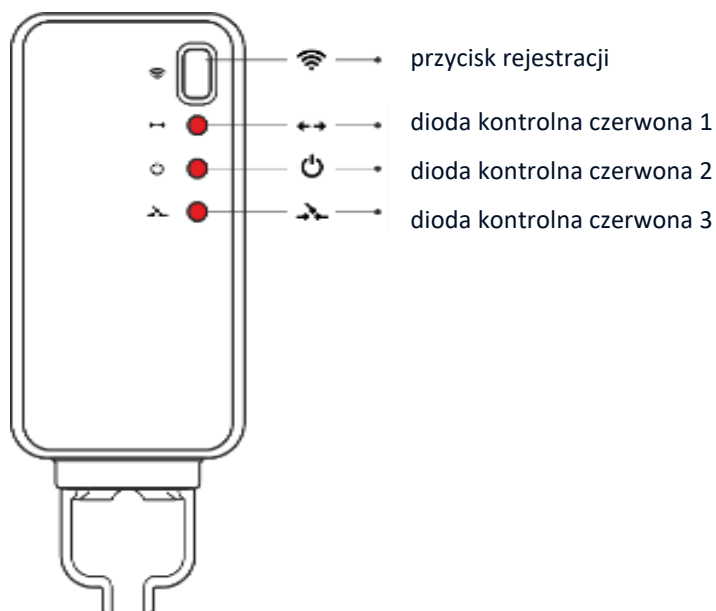 przycisk rejestracji
dioda kontrolna czerwona 1
dioda kontrolna czerwona 2
dioda kontrolna czerwona 3